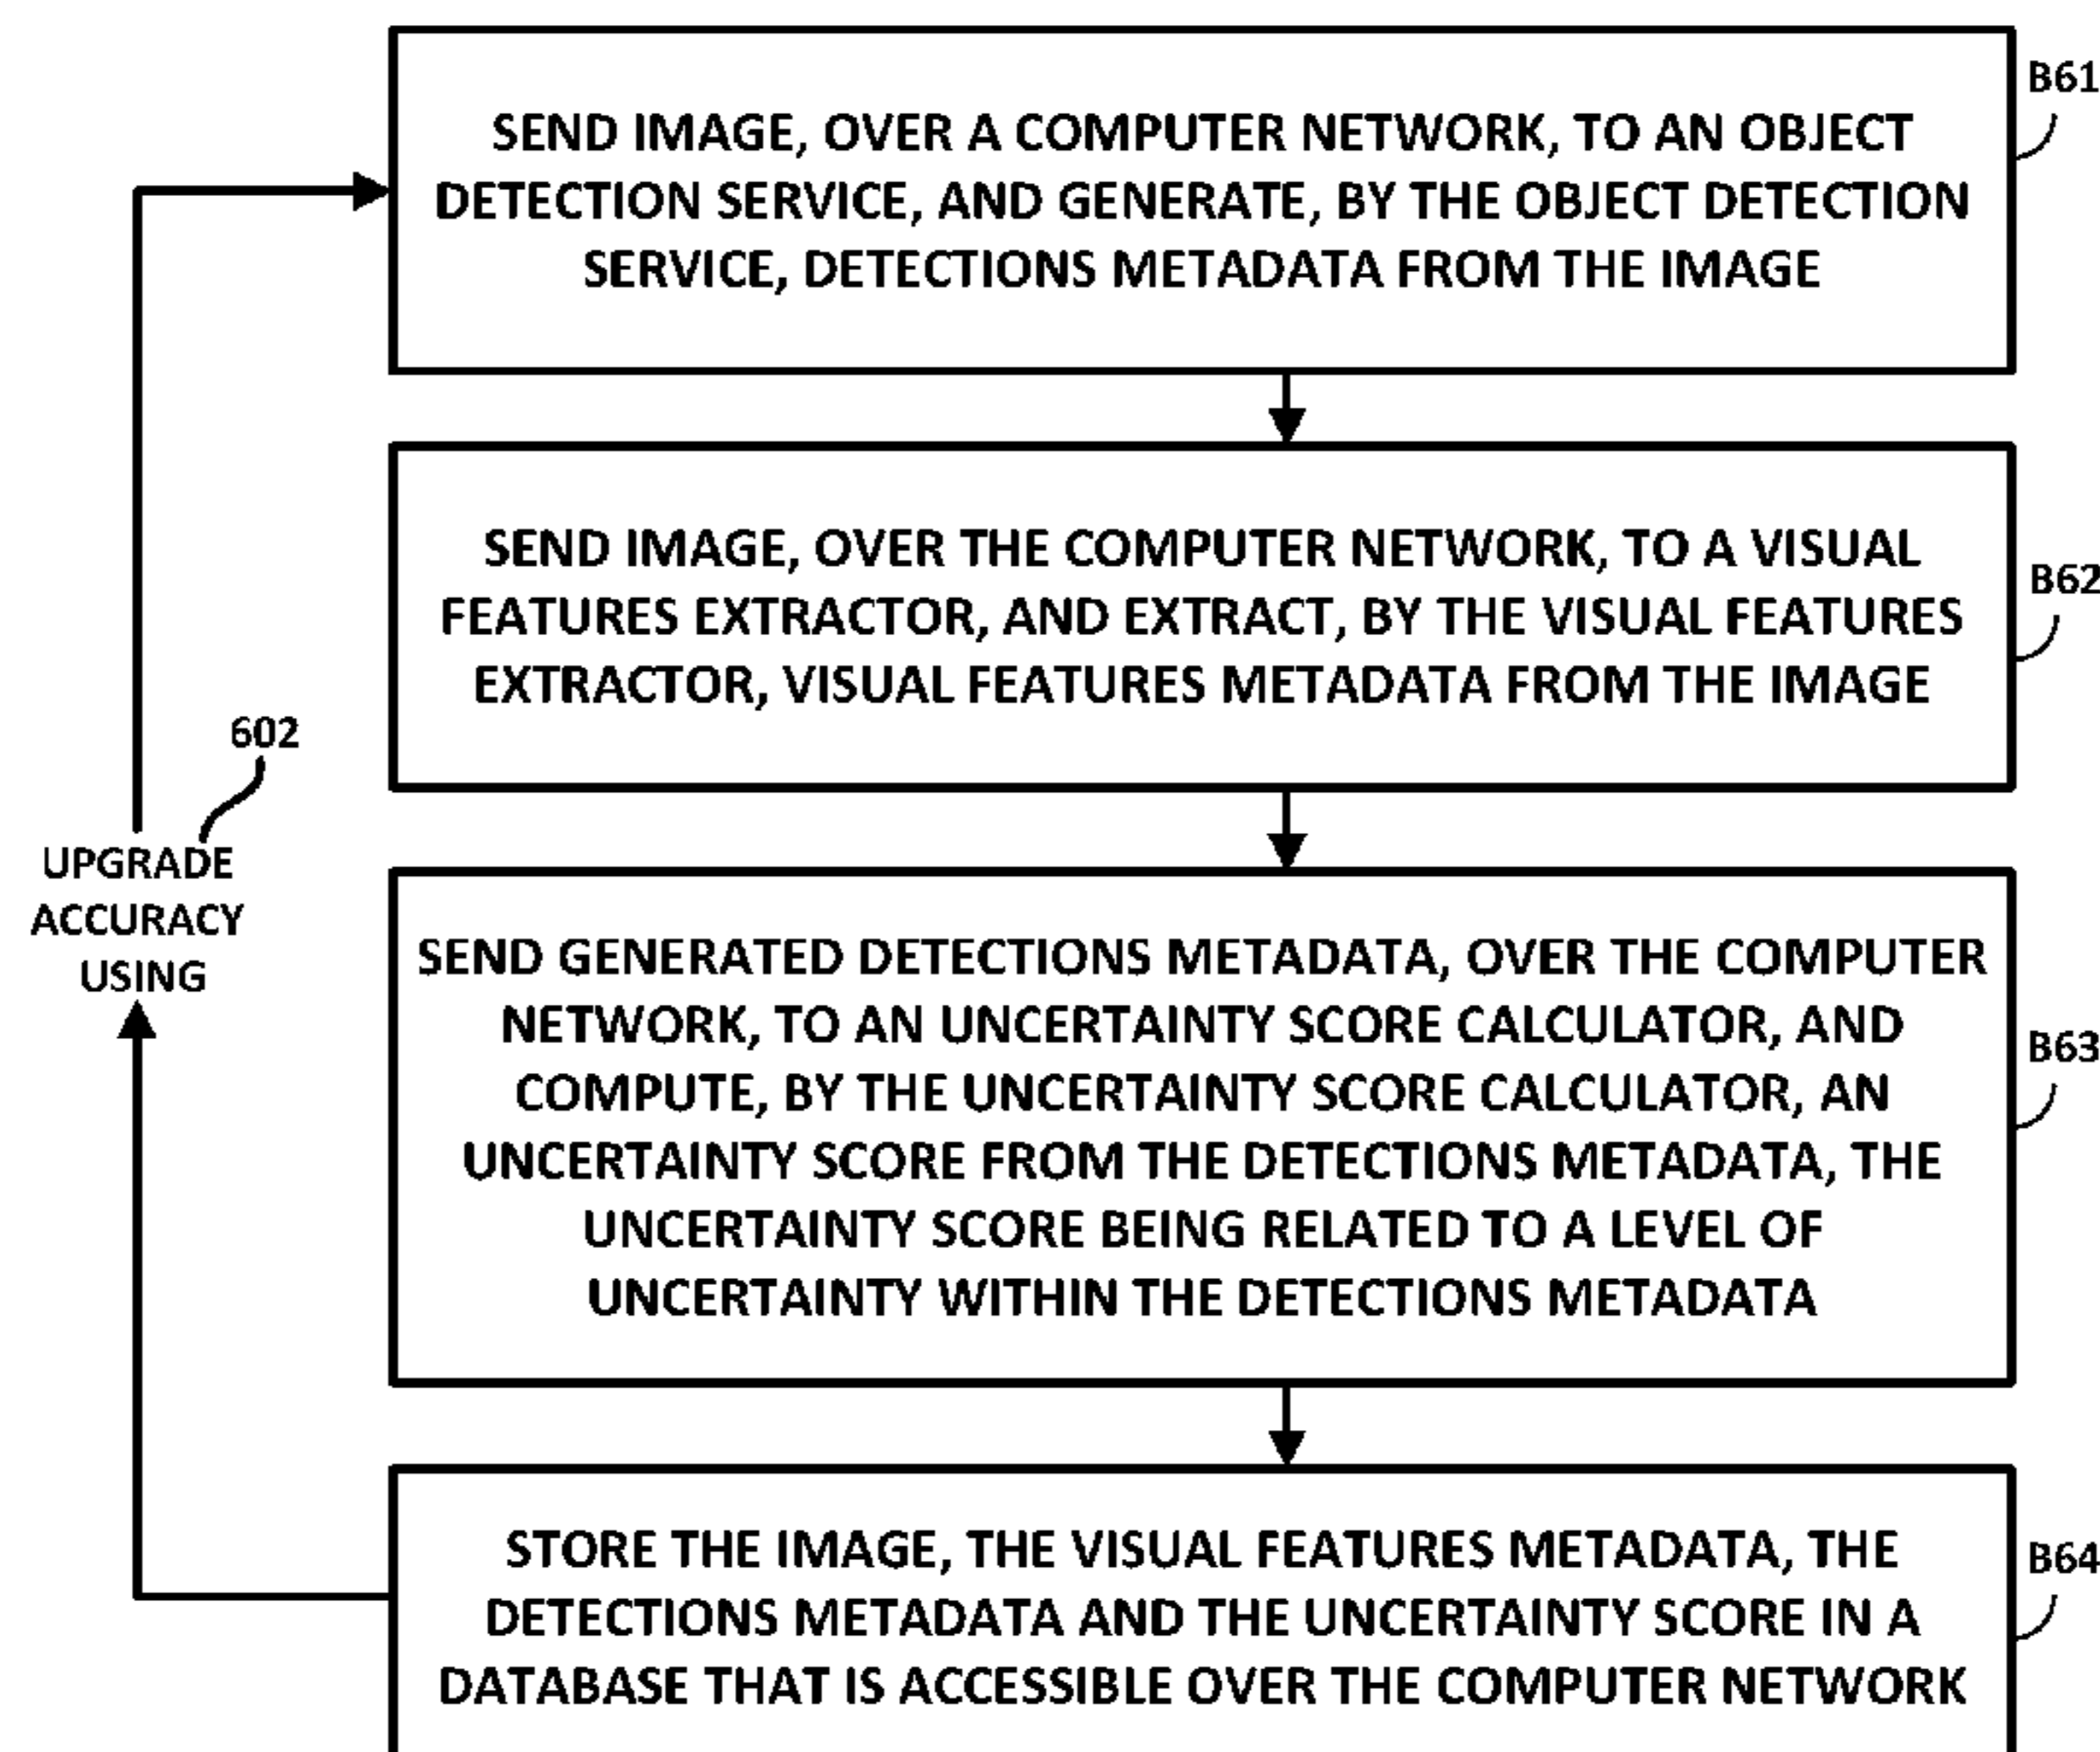 SEND IMAGE, OVER A COMPUTER NETWORK, TO AN OBJECT
DETECTION SERVICE, AND GENERATE, BY THE OBJECT DETECTION
SERVICE, DETECTIONS METADATA FROM THE IMAGE
B61
SEND IMAGE, OVER THE COMPUTER NETWORK, TO A VISUAL
FEATURES EXTRACTOR, AND EXTRACT, BY THE VISUAL FEATURES
EXTRACTOR, VISUAL FEATURES METADATA FROM THE IMAGE
B62
602
UPGRADE
ACCURACY
USING
SEND GENERATED DETECTIONS METADATA, OVER THE COMPUTER
NETWORK, TO AN UNCERTAINTY SCORE CALCULATOR, AND
COMPUTE, BY THE UNCERTAINTY SCORE CALCULATOR, AN
UNCERTAINTY SCORE FROM THE DETECTIONS METADATA, THE
UNCERTAINTY SCORE BEING RELATED TO A LEVEL OF
UNCERTAINTY WITHIN THE DETECTIONS METADATA
B63
STORE THE IMAGE, THE VISUAL FEATURES METADATA, THE
DETECTIONS METADATA AND THE UNCERTAINTY SCORE IN A
DATABASE THAT IS ACCESSIBLE OVER THE COMPUTER NETWORK
B64